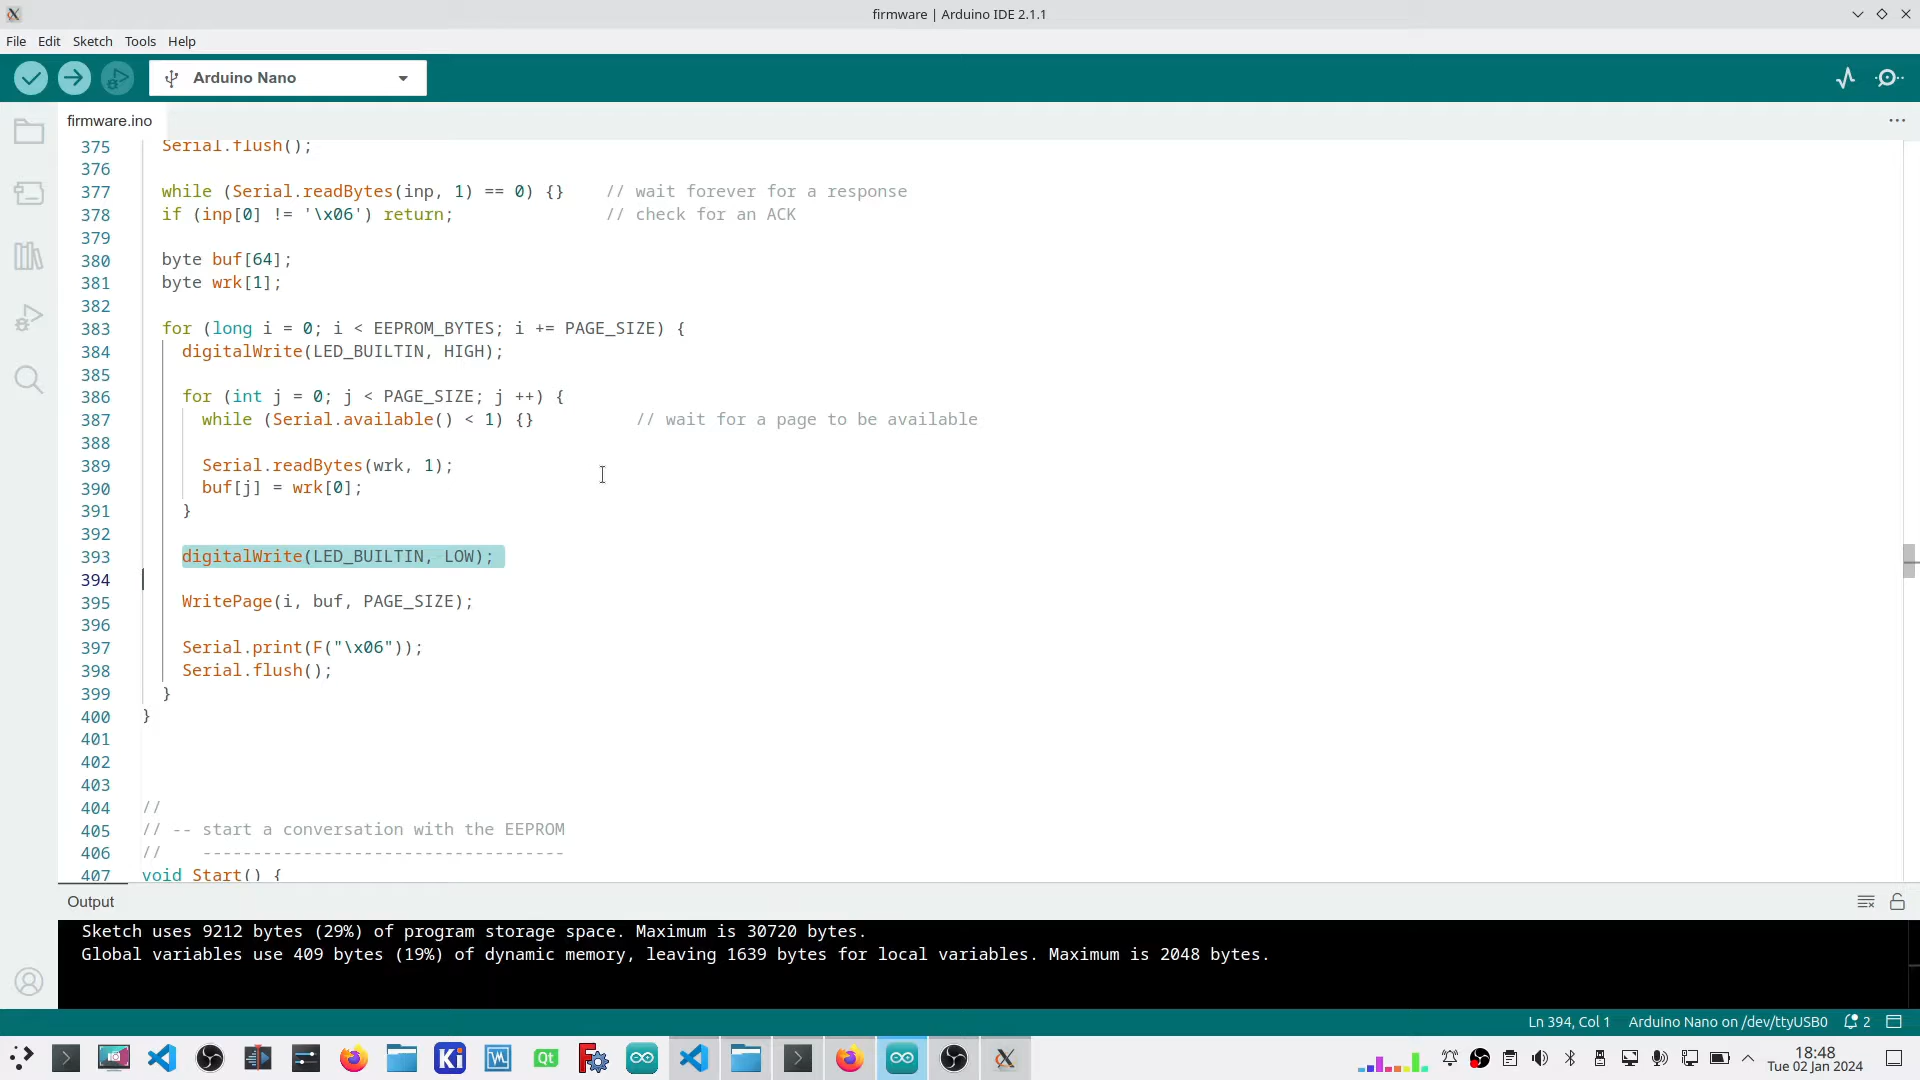 firmware | Arduino IDE 2.1.1
File Edit Sketch Tools Help
Arduino Nano
firmware.ino
375 Serial.flush();
376
377 while (Serial.readBytes(inp, 1) == 0) {} // wait forever for a response
378 if (inp[0] != '\x06') return; // check for an ACK
379
380 byte buf[64];
381 byte wrk[1];
382
383 for (long i = 0; i < EEPROM_BYTES; i += PAGE_SIZE) {
384 digitalWrite(LED_BUILTIN, HIGH);
385
386 for (int j = 0; j < PAGE_SIZE; j ++) {
387 while (Serial.available() < 1) {} // wait for a page to be available
388
389 Serial.readBytes(wrk, 1);
390 buf[j] = wrk[0];
391 }
392
393 digitalWrite(LED_BUILTIN, LOW);
394
395 WritePage(i, buf, PAGE_SIZE);
396
397 Serial.print(F("\x06"));
398 Serial.flush();
399 }
400 }
401
402
403
404 //
405 // -- start a conversation with the EEPROM
406 // ------------------------------------
407 void Start() {
Output
Sketch uses 9212 bytes (29%) of program storage space. Maximum is 30720 bytes.
Global variables use 409 bytes (19%) of dynamic memory, leaving 1639 bytes for local variables. Maximum is 2048 bytes.
Ln 394, Col 1 Arduino Nano on /dev/ttyUSB0 2
Ki Qt
18:48
Tue 02 Jan 2024